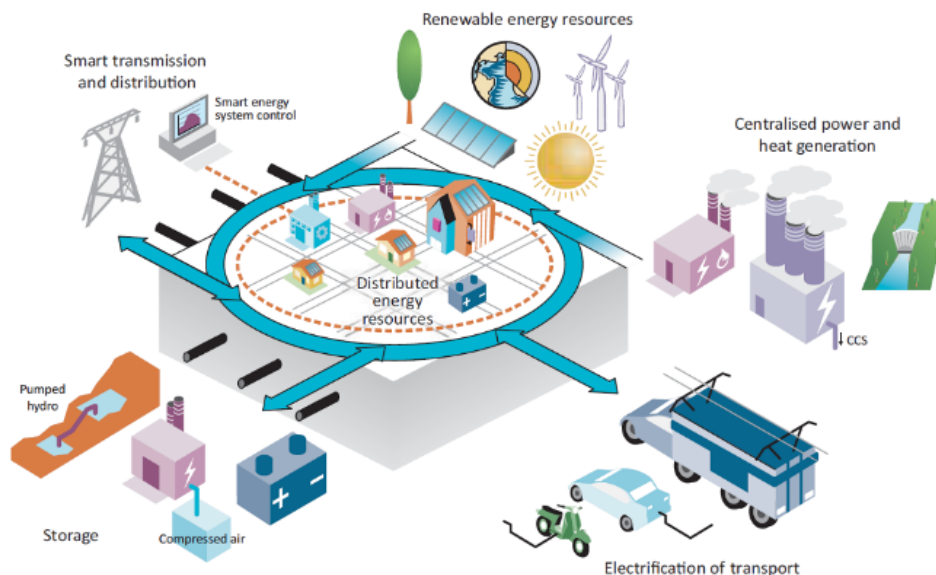 Renewable energy resources
Smart transmission
and distribution
Smart energy
system control
Centralised power and
heat generation
Distributed
energy
resources
CCS
Pumped
hydro
+ -
+ -
Storage
Compressed air
Electrification of transport